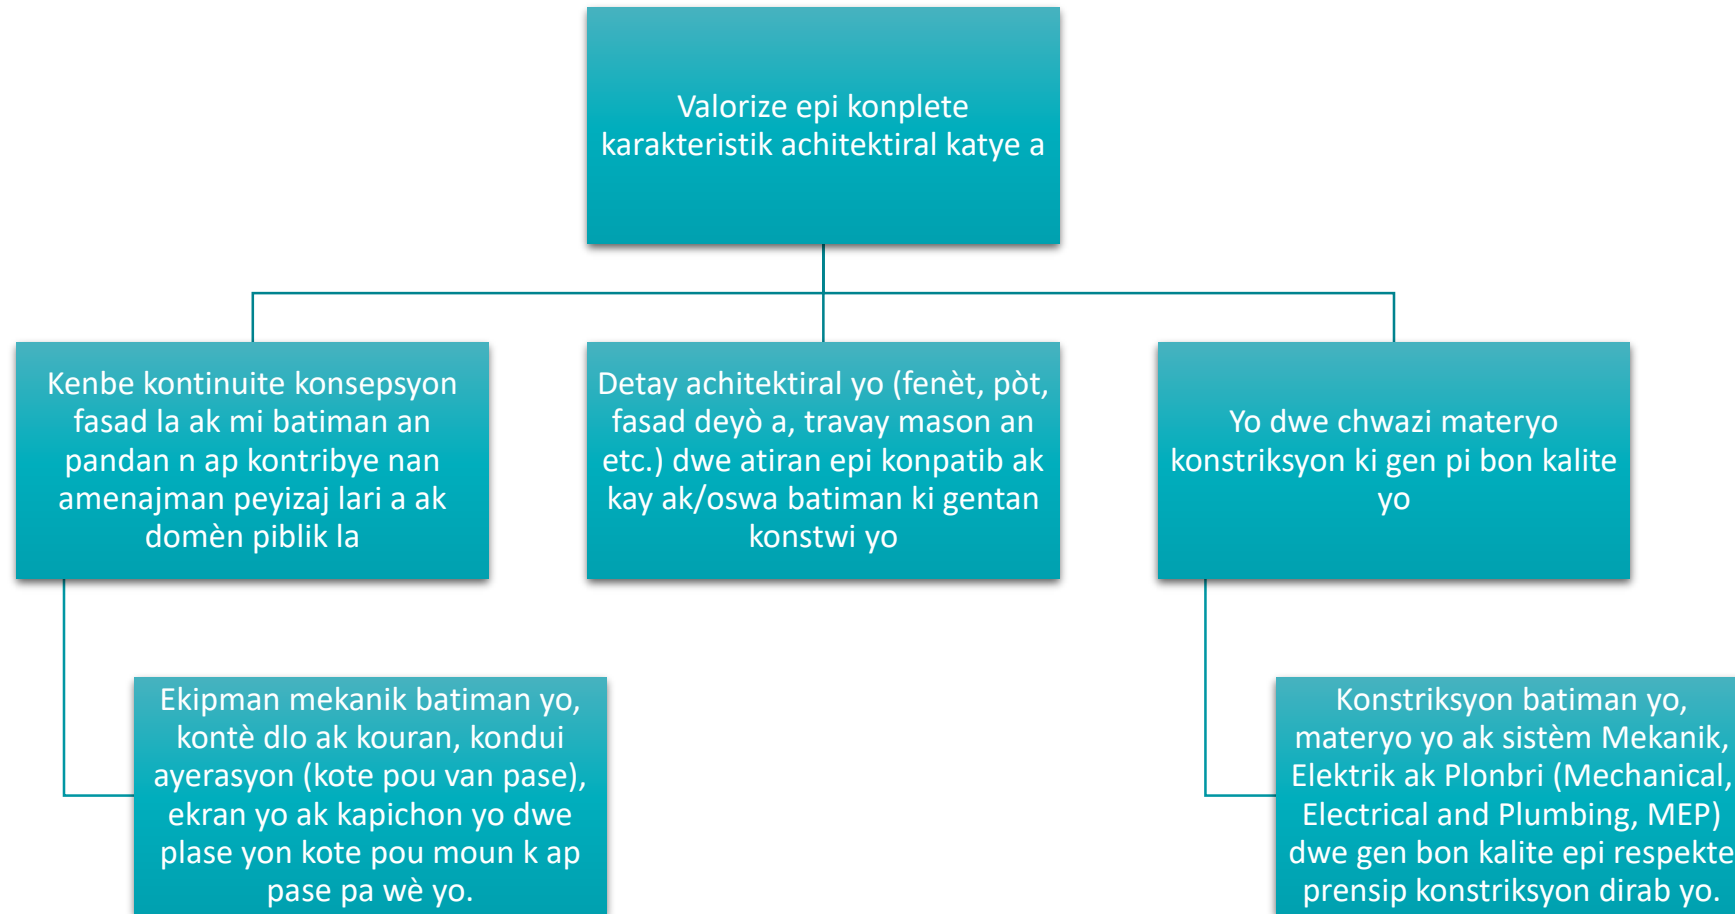 Valorize epi konplete
karakteristik achitektiral katye a
Kenbe kontinuite konsepsyon
fasad la ak mi batiman an
pandan n ap kontribye nan
amenajman peyizaj lari a ak
domèn piblik la
Detay achitektiral yo (fenèt, pòt,
fasad deyò a, travay mason an
etc.) dwe atiran epi konpatib ak
kay ak/oswa batiman ki gentan
konstwi yo
Yo dwe chwazi materyo
konstriksyon ki gen pi bon kalite
yo
Ekipman mekanik batiman yo,
kontè dlo ak kouran, kondui
ayerasyon (kote pou van pase),
ekran yo ak kapichon yo dwe
plase yon kote pou moun k ap
pase pa wè yo.
Konstriksyon batiman yo,
materyo yo ak sistèm Mekanik,
Elektrik ak Plonbri (Mechanical,
Electrical and Plumbing, MEP)
dwe gen bon kalite epi respekte
prensip konstriksyon dirab yo.